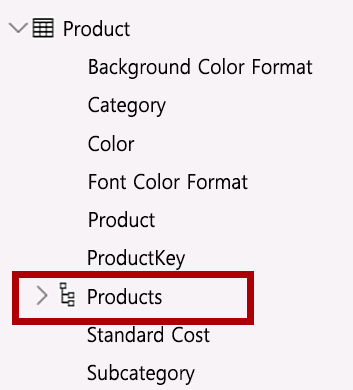 Product
Background Color Format
Category
Color
Font Color Format
Product
ProductKey
Products
Standard Cost
Subcategory